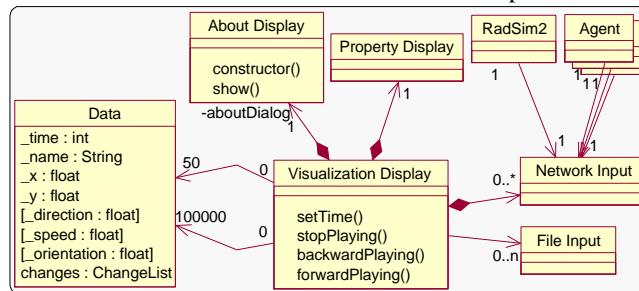 About Display
constructor()
show()
-aboutDialog
1
Property Display
1
RadSim2
1
Agent
1
1
1
1
1
Network Input
0..*
Data
_time : int
_name : String
_x : float
_y : float
[_direction : float]
[_speed : float]
[_orientation : float]
changes : ChangeList
50
0
100000
0
Visualization Display
setTime()
stopPlaying()
backwardPlaying()
forwardPlaying()
File Input
0..n